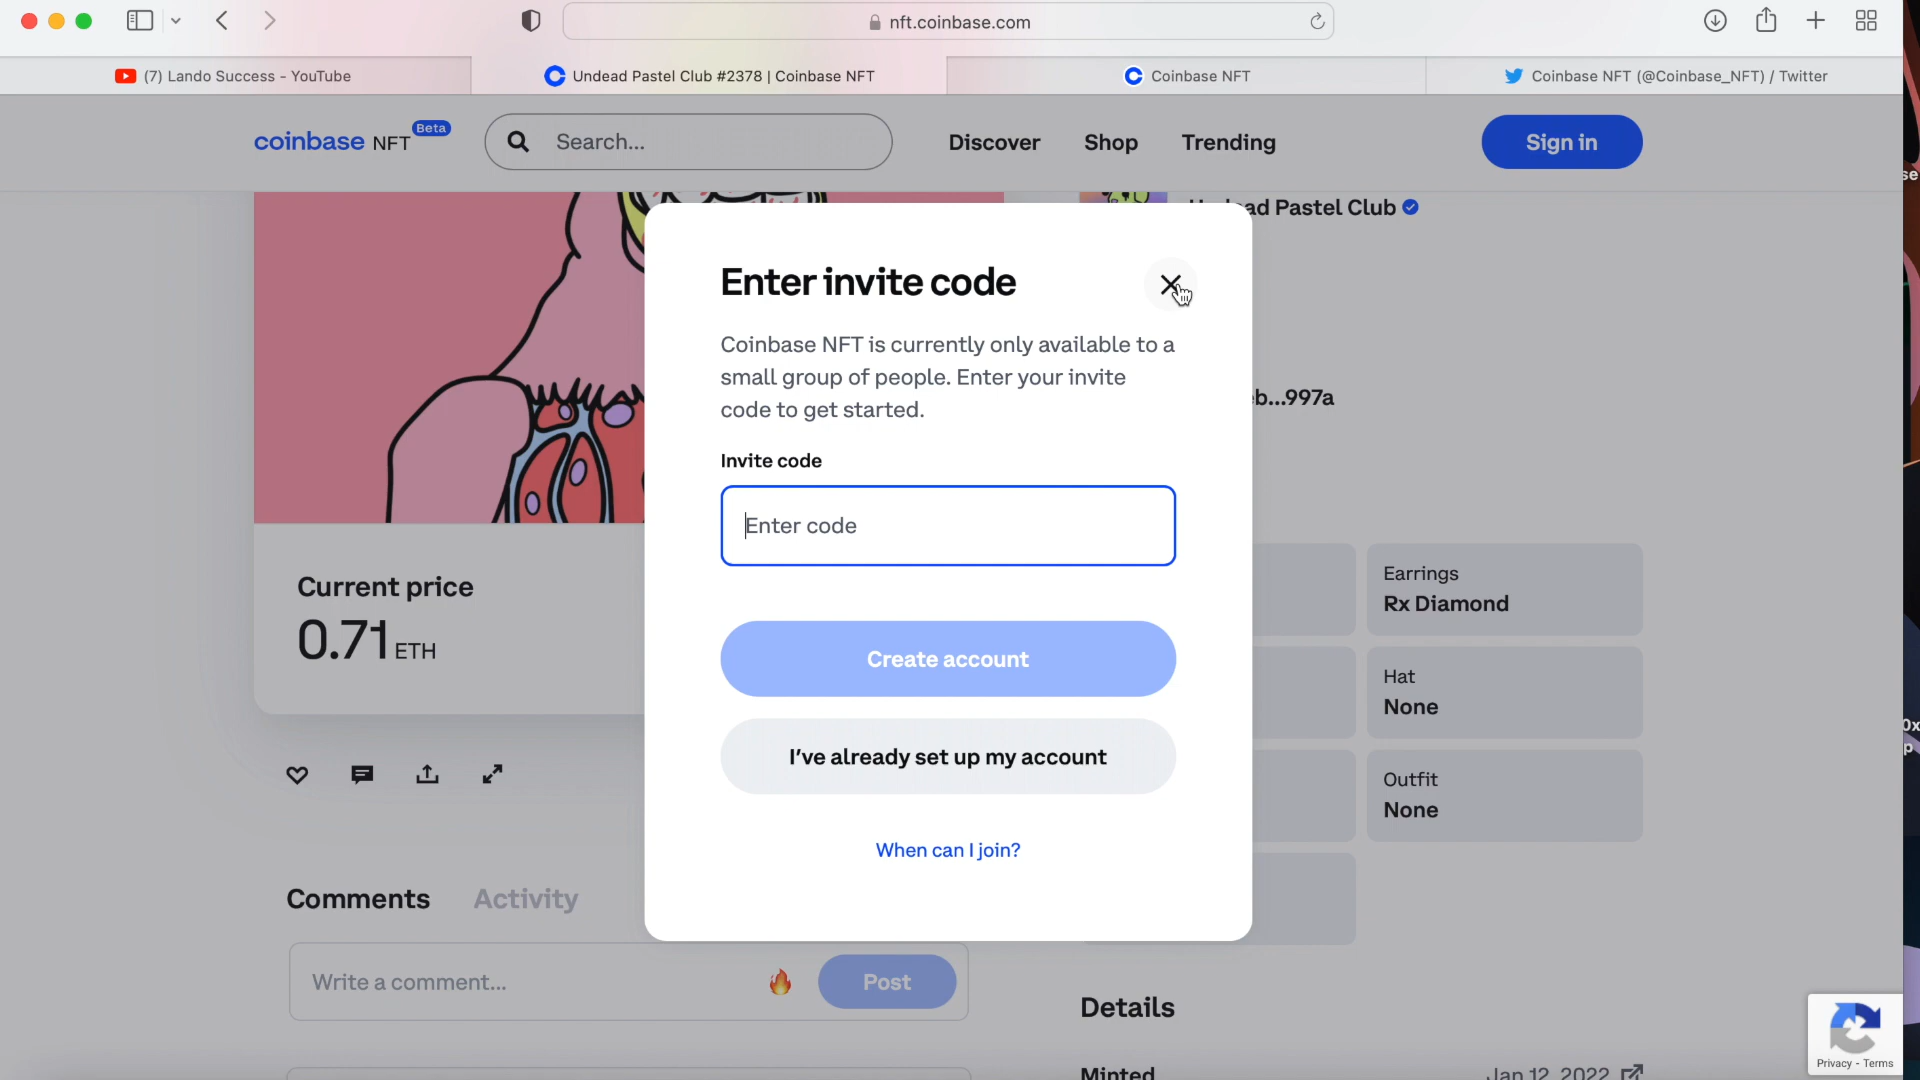 nft.coinbase.com
(7) Lando Success - YouTube
Undead Pastel Club #2378 | Coinbase NFT
Coinbase NFT
Coinbase NFT (@Coinbase_NFT) / Twitter
coinbase NFT Beta
Search...
Discover
Shop
Trending
Sign in
ad Pastel Club
Enter invite code
Coinbase NFT is currently only available to a
small group of people. Enter your invite
code to get started.
b...997a
Invite code
Enter code
Current price
0.71 ETH
Create account
I've already set up my account
When can I join?
Earrings
Rx Diamond
Hat
None
Outfit
None
Comments
Activity
Write a comment...
Post
Details
Minted
Jan 12, 2022
Privacy - Terms
se
0x
p